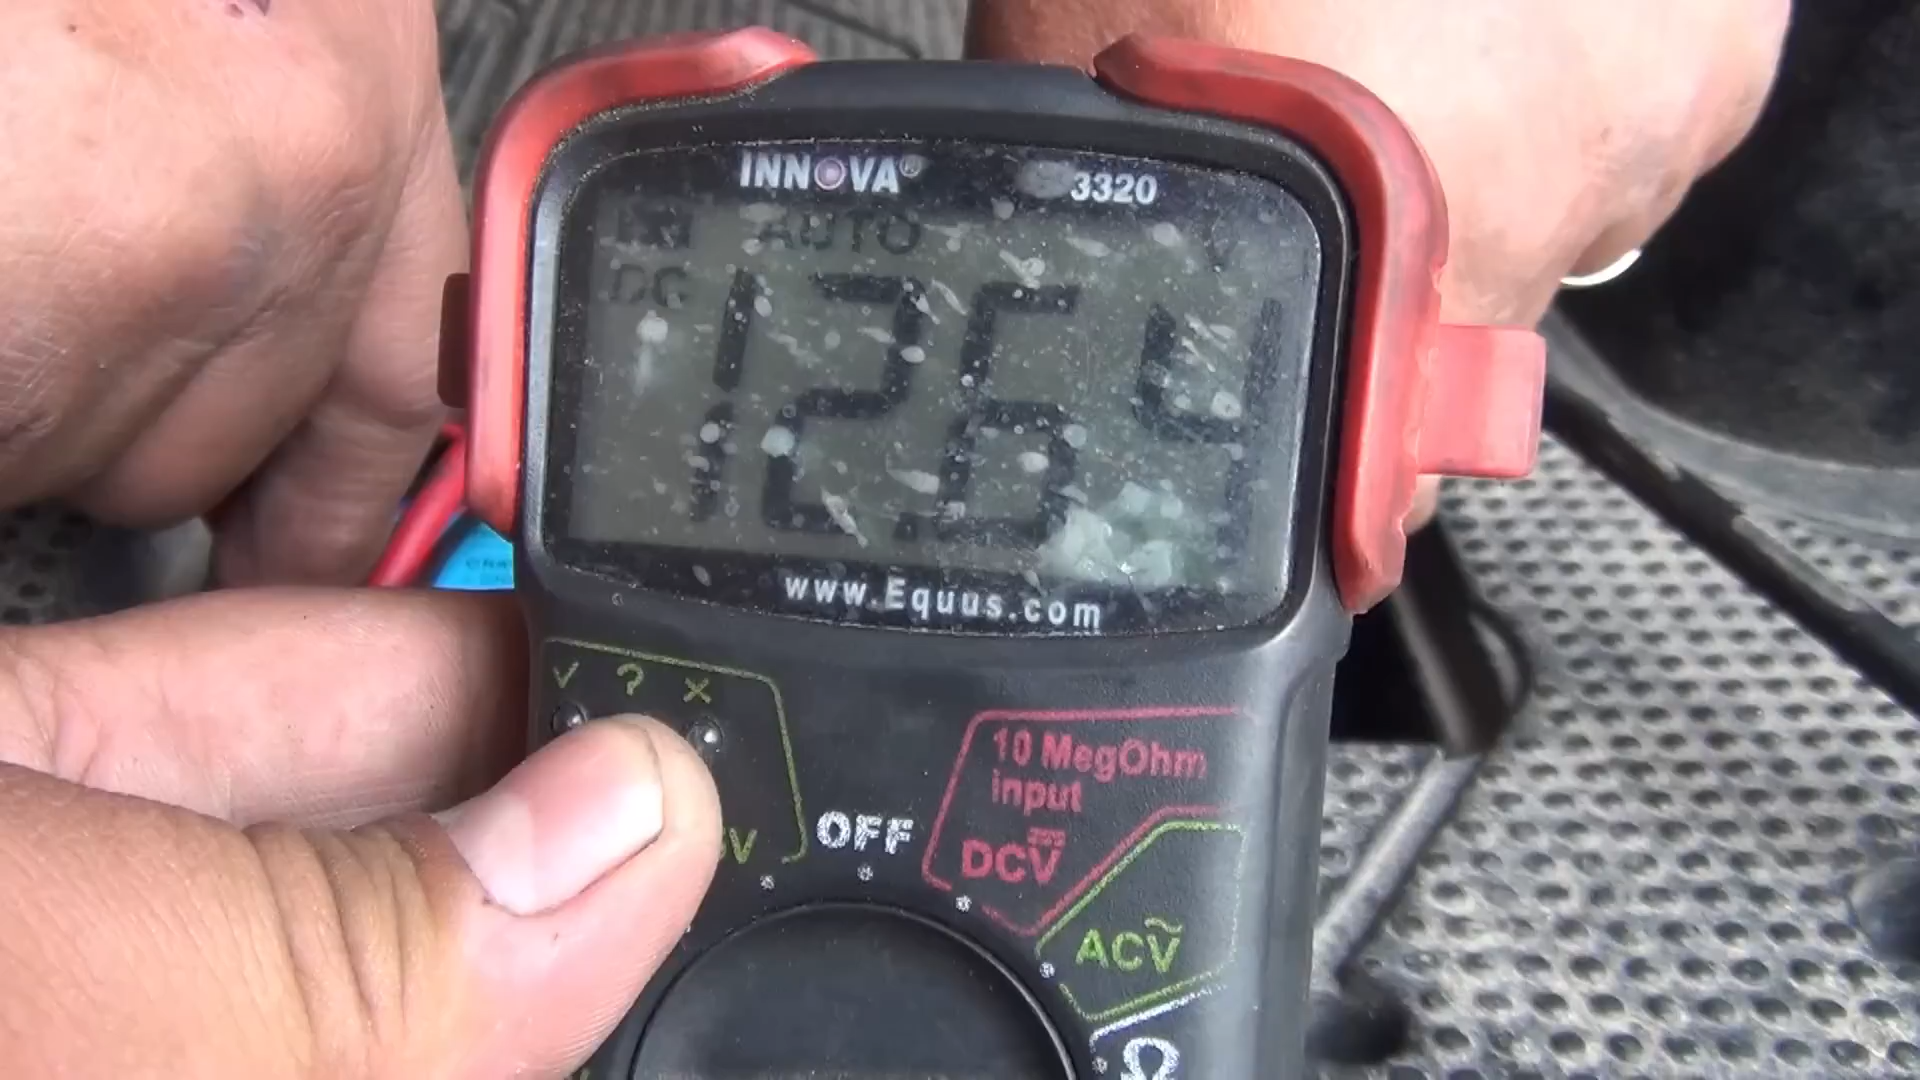 INNOVA® 3320
AUTO V
DC
12.64
www.Equus.com
✓ ? X
OFF
10 MegOhm
input
DCV
ACV
Ω